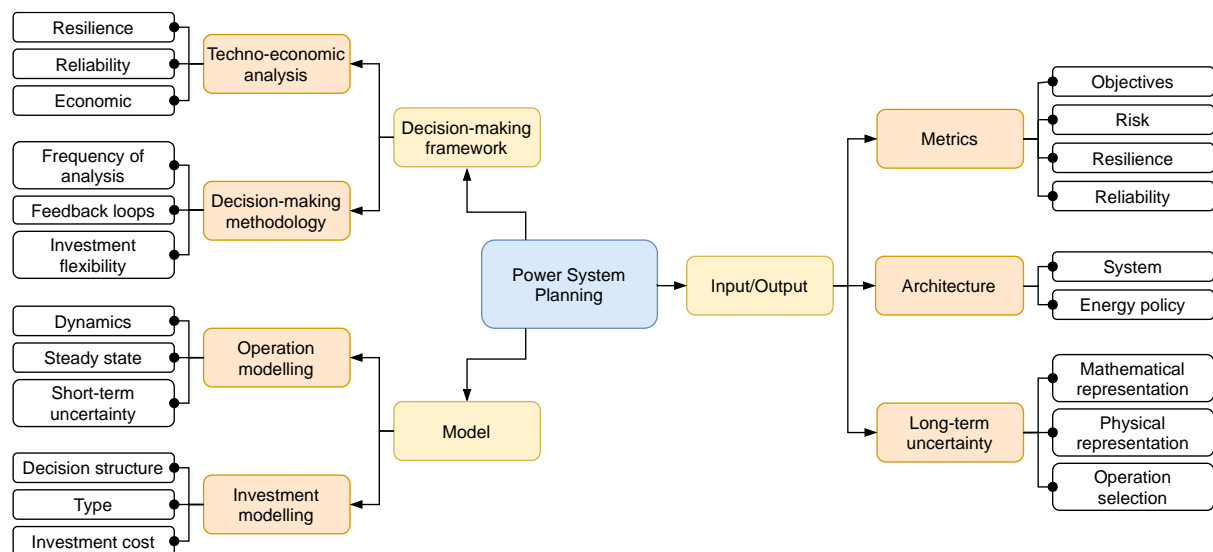 Resilience
Reliability
Economic
Techno-economic
analysis
Frequency of
analysis
Feedback loops
Investment
flexibility
Decision-making
methodology
Decision-making
framework
Dynamics
Steady state
Short-term
uncertainty
Operation
modelling
Decision structure
Type
Investment cost
Investment
modelling
Model
Power System
Planning
Input/Output
Metrics
Objectives
Risk
Resilience
Reliability
Architecture
System
Energy policy
Long-term
uncertainty
Mathematical
representation
Physical
representation
Operation
selection